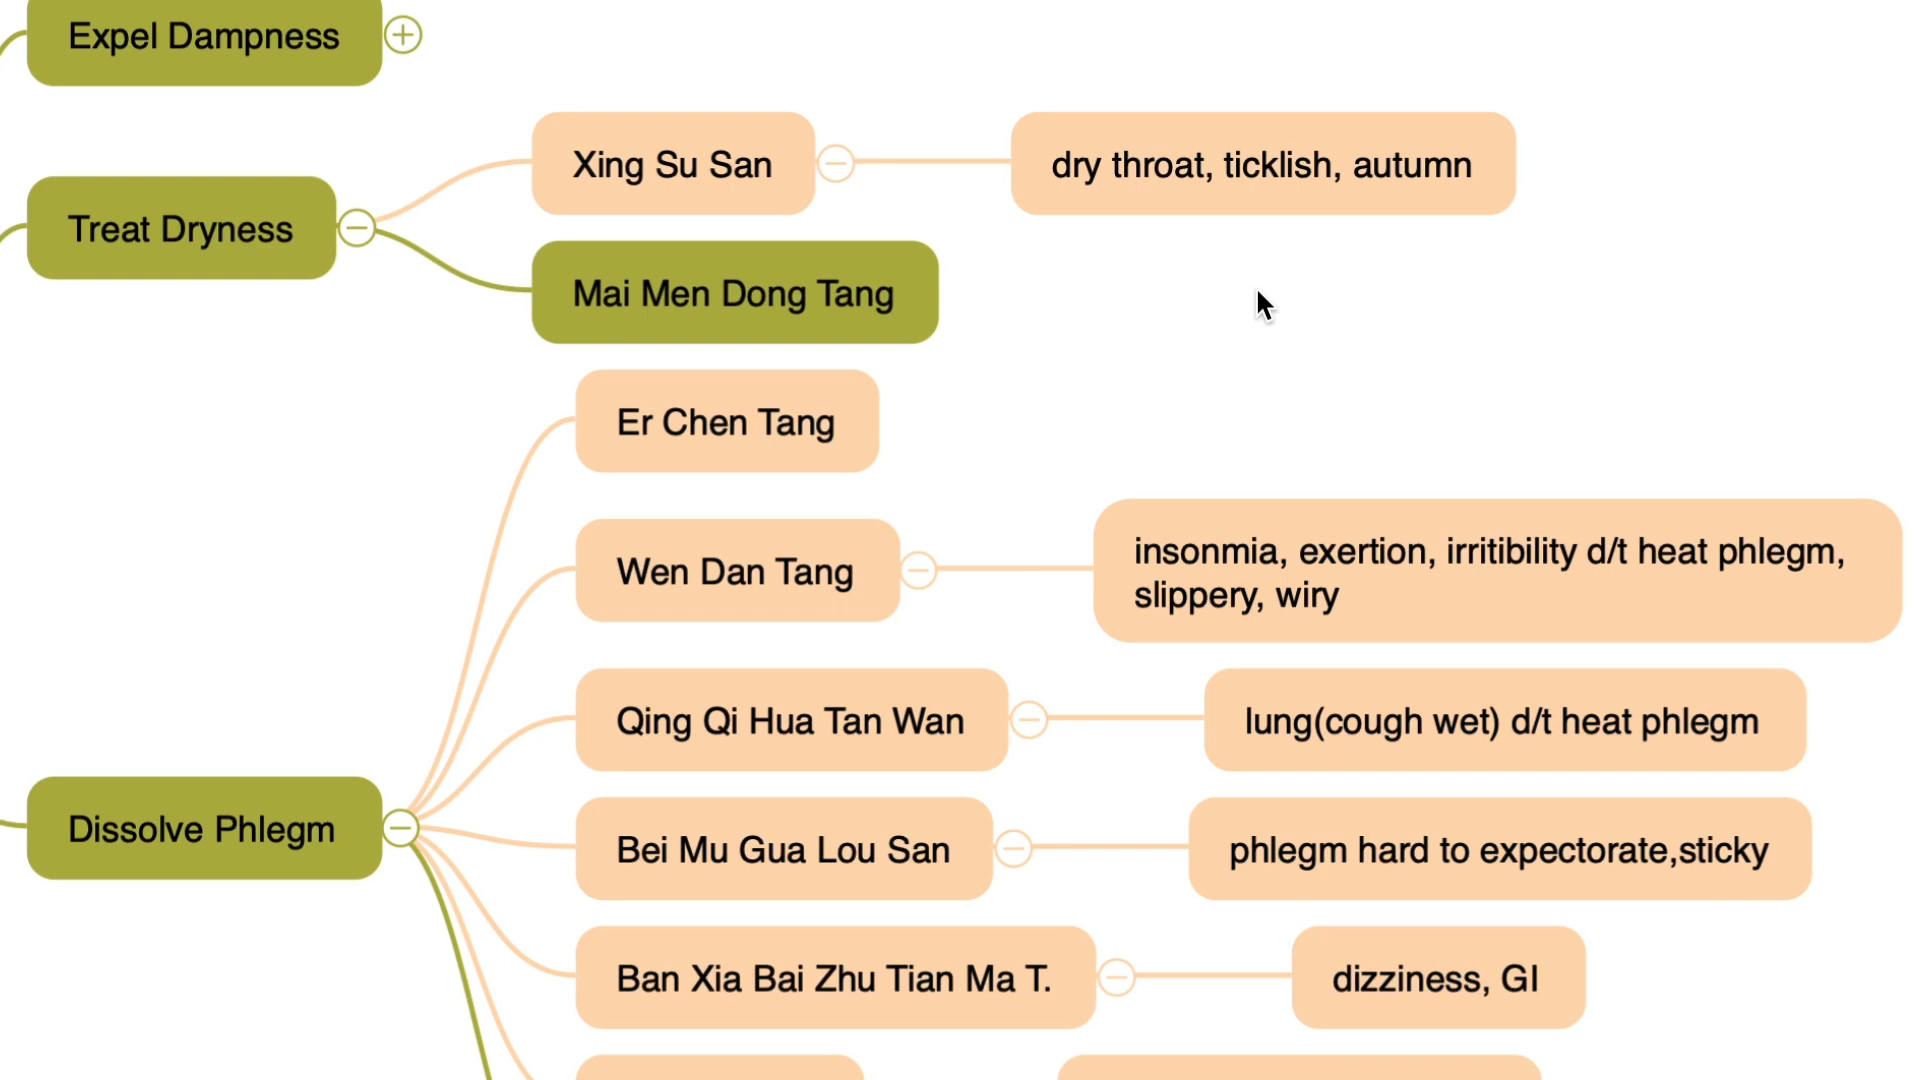 Expel Dampness
Treat Dryness
Xing Su San
dry throat, ticklish, autumn
Mai Men Dong Tang
Dissolve Phlegm
Er Chen Tang
Wen Dan Tang
insonmia, exertion, irritibility d/t heat phlegm,
slippery, wiry
Qing Qi Hua Tan Wan
lung(cough wet) d/t heat phlegm
Bei Mu Gua Lou San
phlegm hard to expectorate,sticky
Ban Xia Bai Zhu Tian Ma T.
dizziness, GI